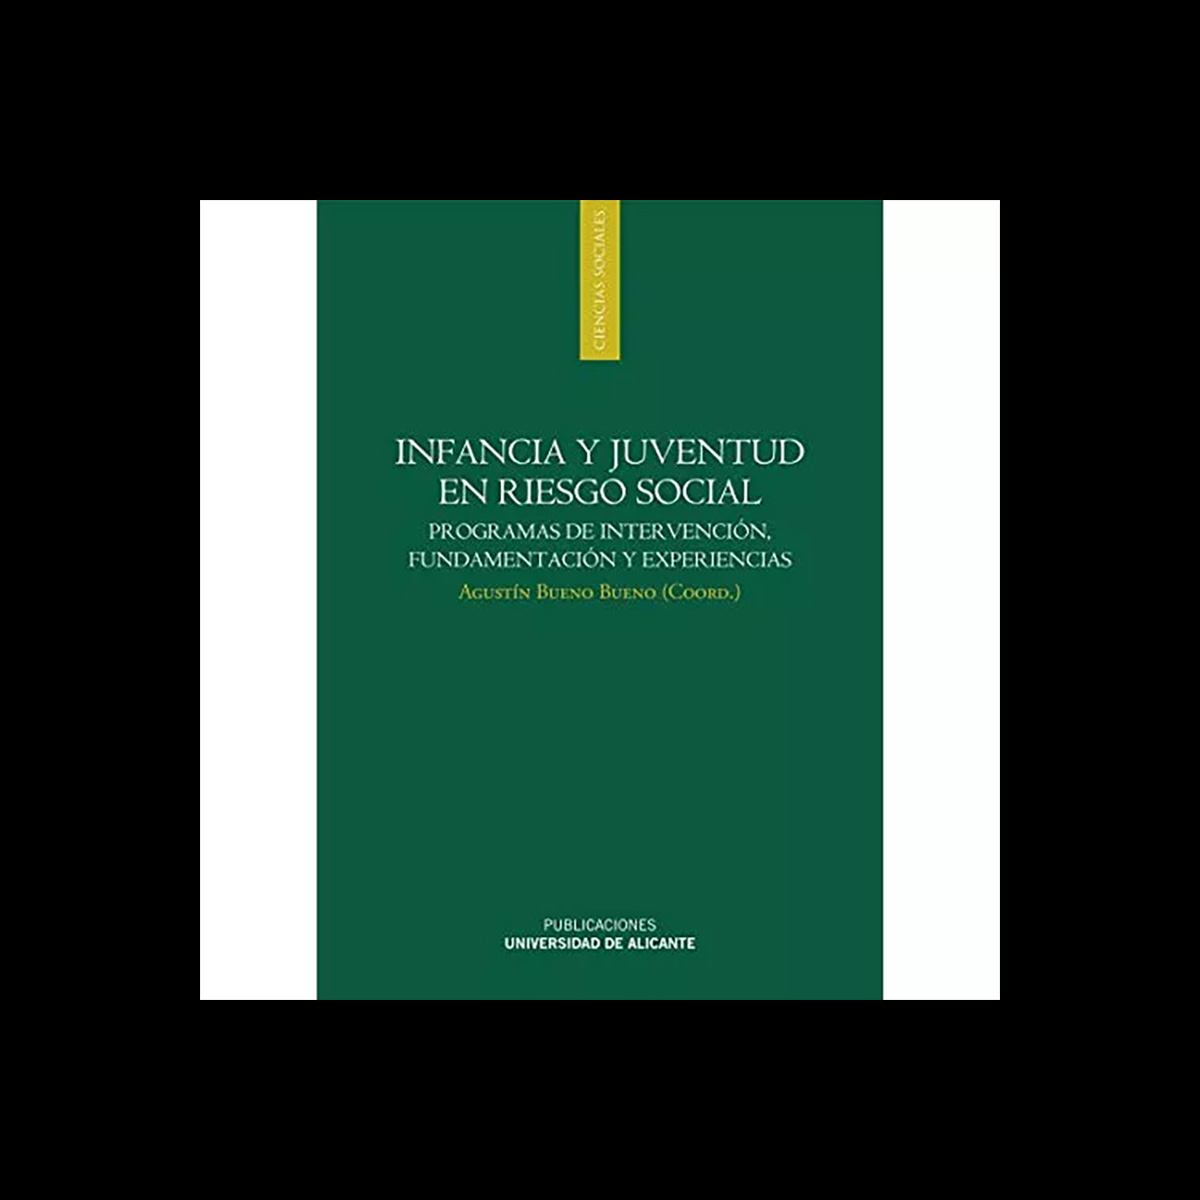 CIENCIAS SOCIALES
INFANCIA Y JUVENTUD
EN RIESGO SOCIAL
PROGRAMAS DE INTERVENCIÓN,
FUNDAMENTACIÓN Y EXPERIENCIAS
AGUSTÍN BUENO BUENO (COORD.)
PUBLICACIONES
UNIVERSIDAD DE ALICANTE